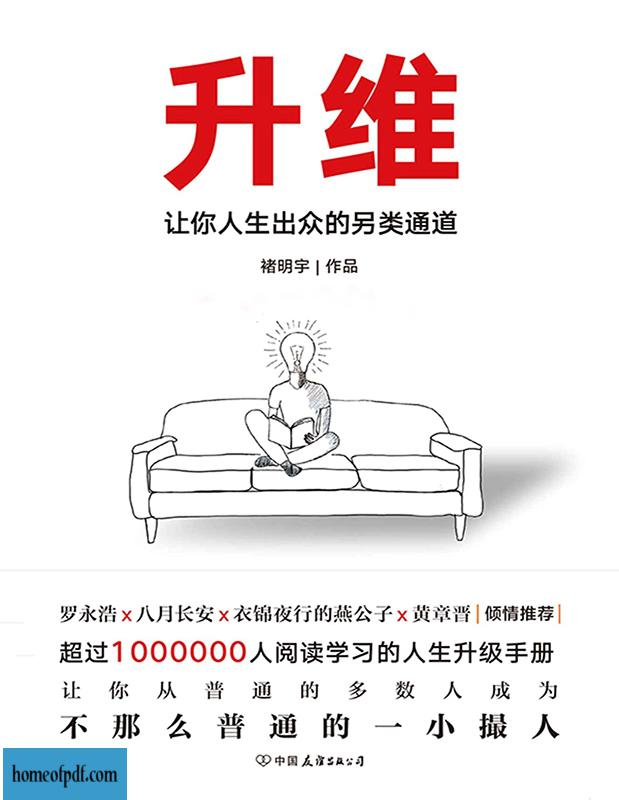 升维
让你人生出众的另类通道
褚明宇 | 作品
罗永浩x八月长安x衣锦夜行的燕公子x黄章晋|倾情推荐|
超过1000000人阅读学习的人生升级手册
让你从普通的多数人成为
不那么普通的一小撮人
中国友谊出版公司
homeofpdf.com